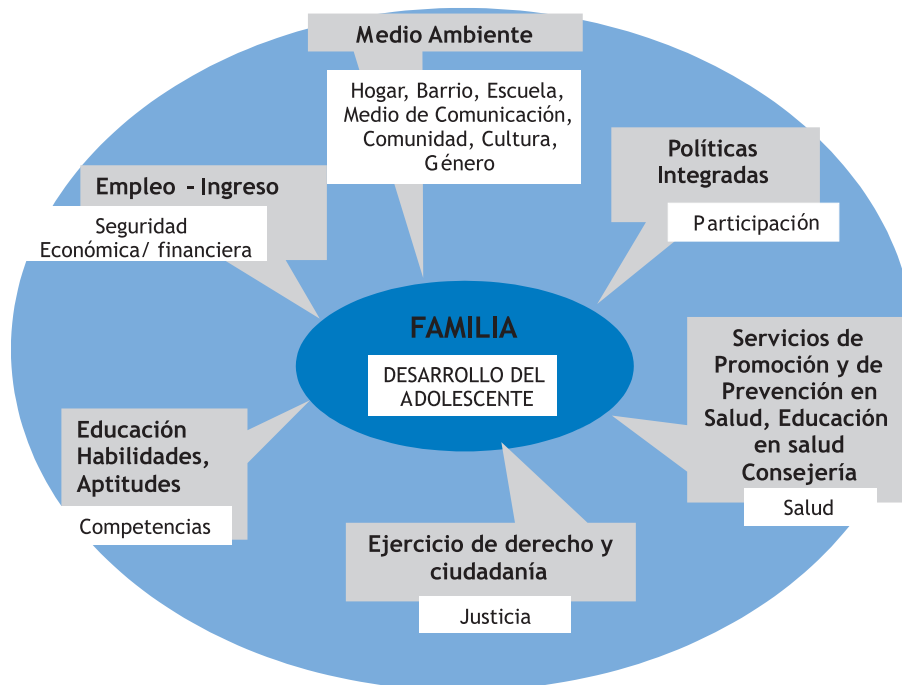 Medio Ambiente
Hogar, Barrio, Escuela,
Medio de Comunicación,
Comunidad, Cultura,
Género
Políticas
Integradas
Participación
Empleo - Ingreso
Seguridad
Económica/ financiera
FAMILIA
DESARROLLO DEL
ADOLESCENTE
Servicios de
Promoción y de
Prevención en
Salud, Educación
en salud
Consejería
Salud
Educación
Habilidades,
Aptitudes
Competencias
Ejercicio de derecho y
ciudadanía
Justicia